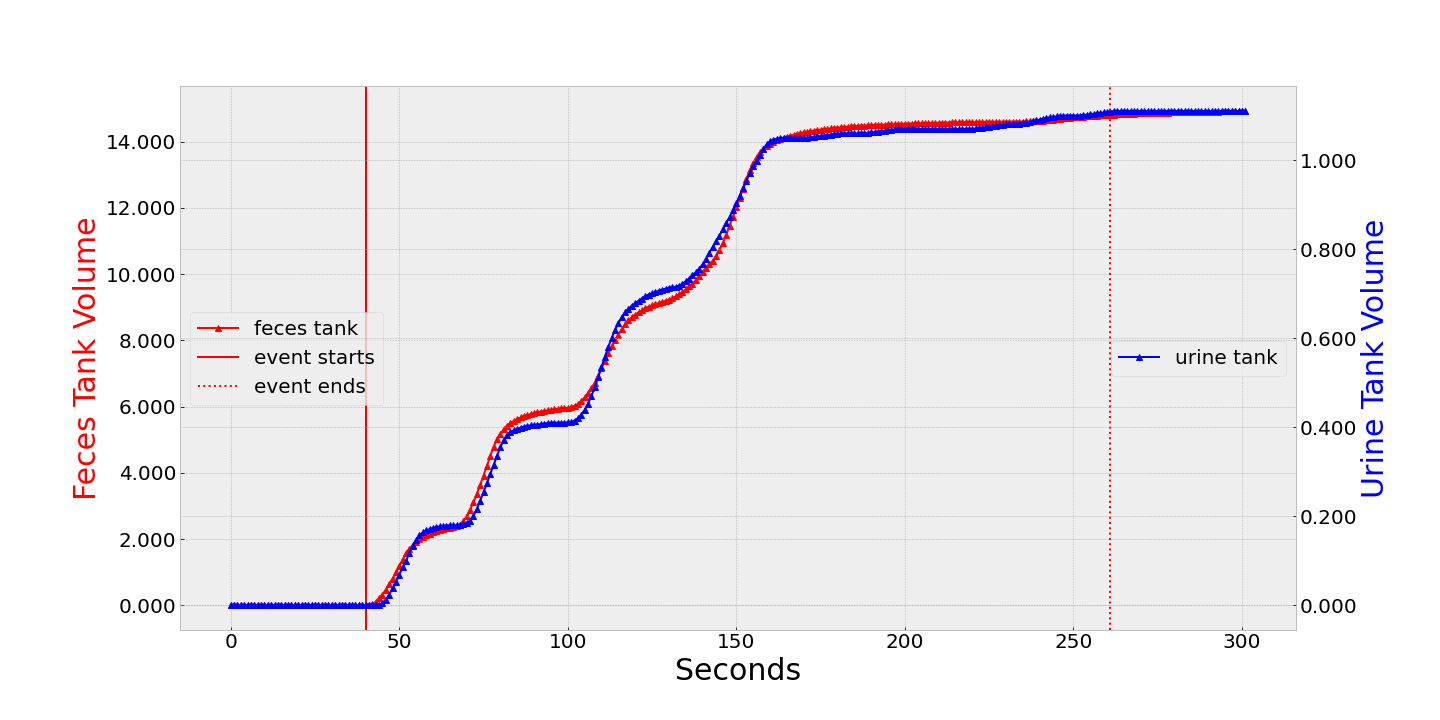 Feces Tank Volume
14.000
12.000
10.000
8.000
6.000
4.000
2.000
0.000
feces tank
event starts
event ends
urine tank
1.000
0.800
0.600
0.400
0.200
0.000
Urine Tank Volume
0 50 100 150 200 250 300
Seconds